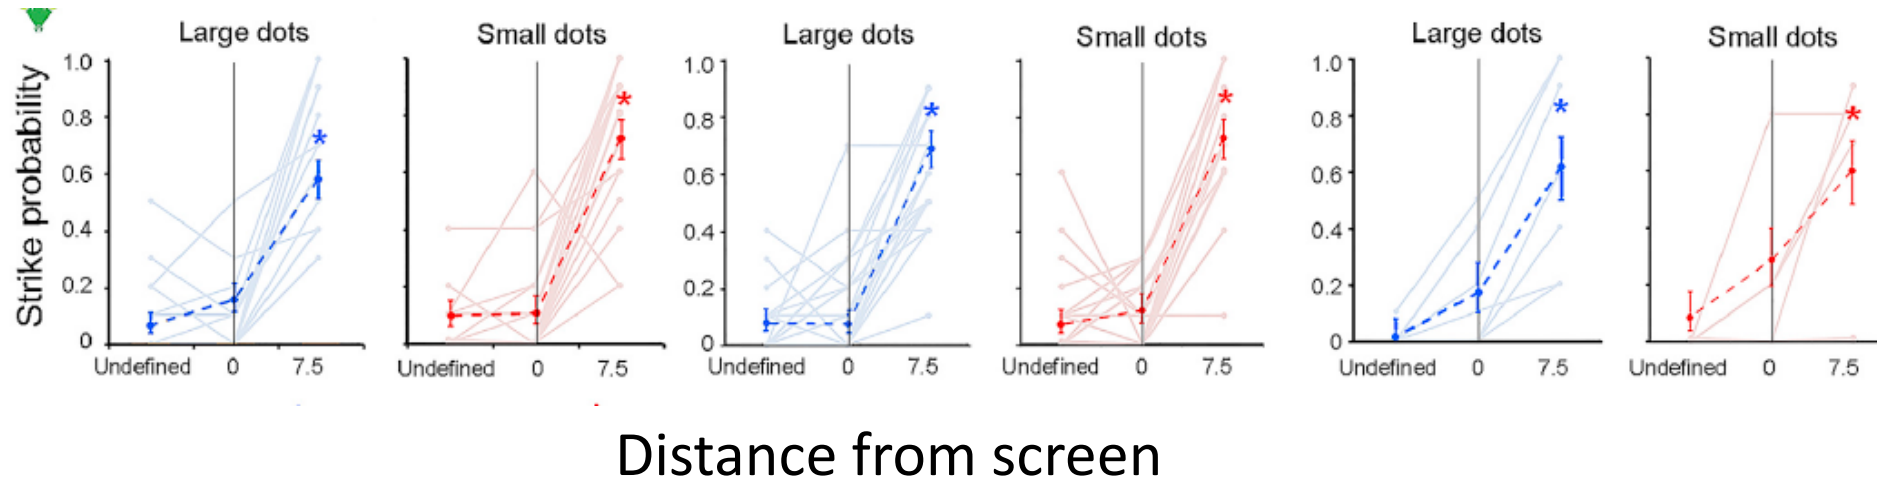 Large dots
Small dots
Large dots
Small dots
Large dots
Small dots
Strike probability
1.0
0.8
0.6
0.4
0.2
0
1.0
0.8
0.6
0.4
0.2
0
1.0
0.8
0.6
0.4
0.2
0
*
*
*
*
*
*
Undefined 0 7.5
Undefined 0 7.5
Undefined 0 7.5
Undefined 0 7.5
Undefined 0 7.5
Undefined 0 7.5
Distance from screen